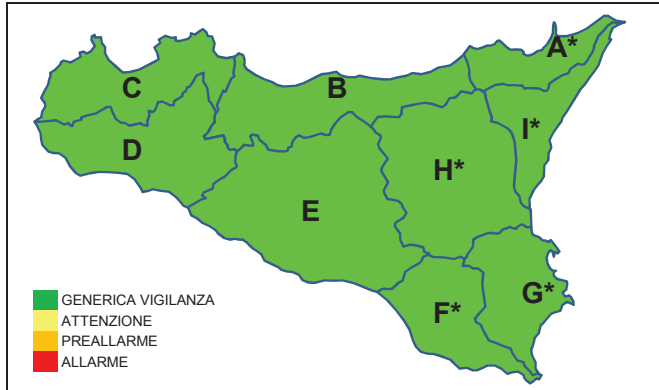 A*
C
B
I*
D
H*
E
G*
F*
GENERICA VIGILANZA
ATTENZIONE
PREALLARME
ALLARME